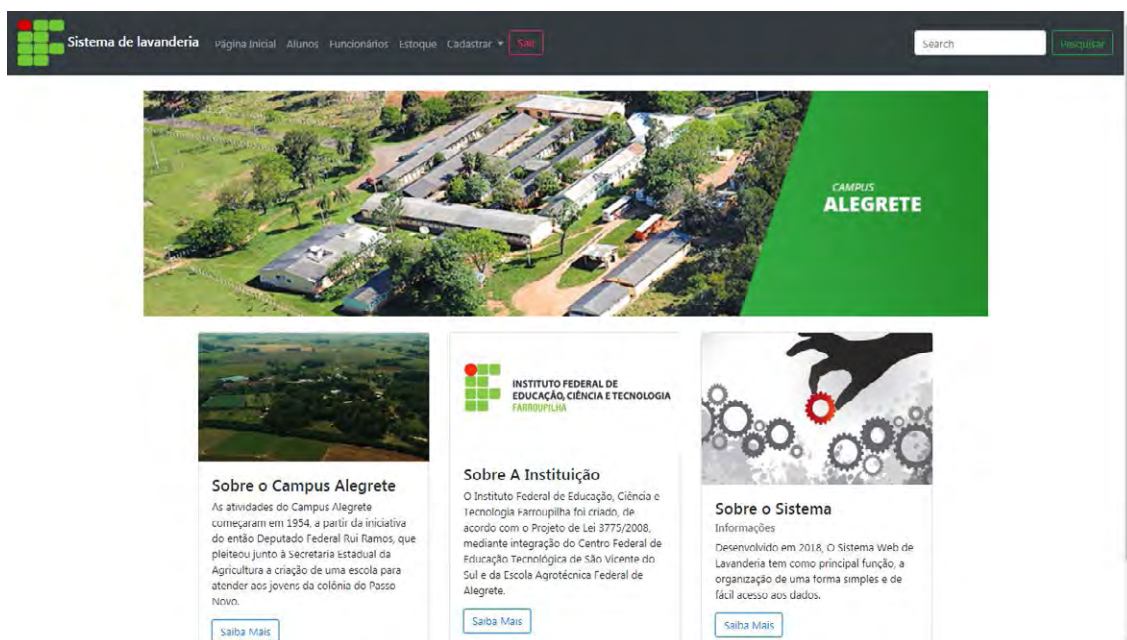 Sistema de lavanderia Página Inicial Alunos Funcionários Estoque Cadastrar Sair Search Pesquisar
CAMPUS
ALEGRETE
Sobre o Campus Alegrete
As atividades do Campus Alegrete
começaram em 1954, a partir da iniciativa
do então Deputado Federal Rui Ramos, que
pleiteou junto à Secretaria Estadual da
Agricultura a criação de uma escola para
atender aos jovens da colônia do Passo
Novo.
Saiba Mais
INSTITUTO FEDERAL DE
EDUCAÇÃO, CIÊNCIA E TECNOLOGIA
FARROUPILHA
Sobre A Instituição
O Instituto Federal de Educação, Ciência e
Tecnologia Farroupilha foi criado, de
acordo com o Projeto de Lei 3775/2008,
mediante integração do Centro Federal de
Educação Tecnológica de São Vicente do
Sul e da Escola Agrotécnica Federal de
Alegrete.
Saiba Mais
Sobre o Sistema
Informações
Desenvolvido em 2018, O Sistema Web de
Lavanderia tem como principal função, a
organização de uma forma simples e de
fácil acesso aos dados.
Saiba Mais